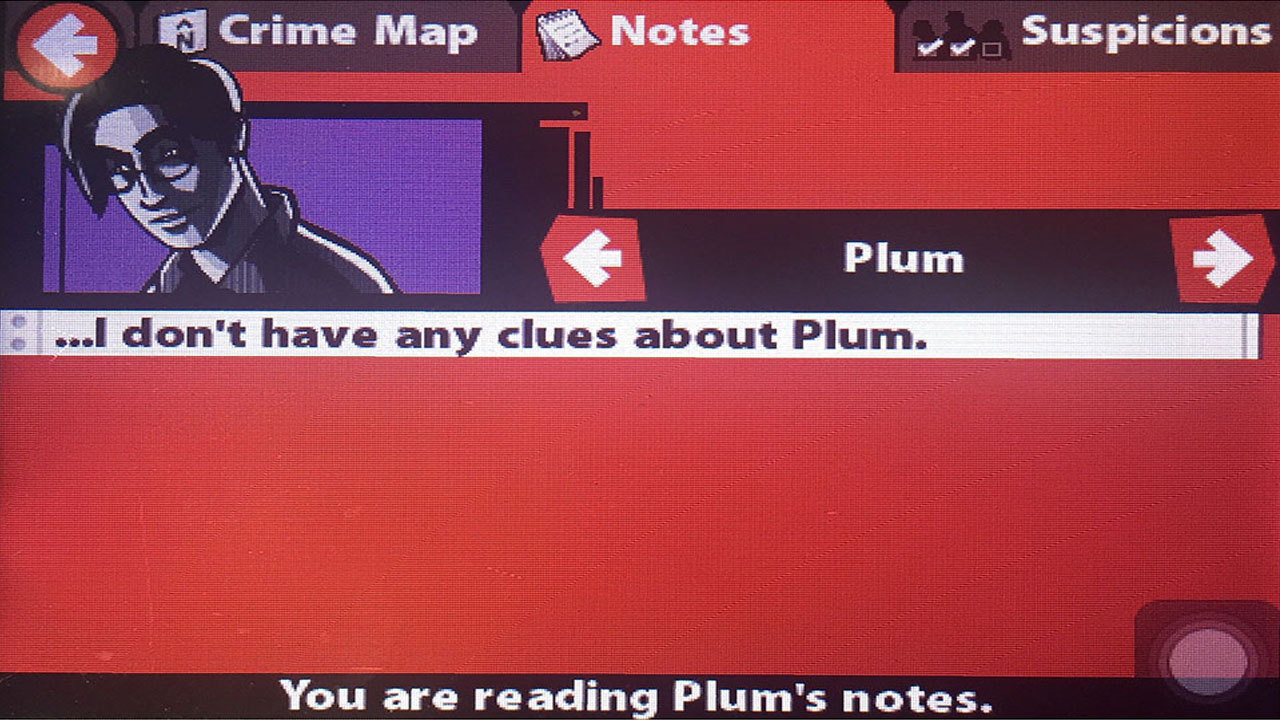 Crime Map
Notes
Suspicions
Plum
...I don't have any clues about Plum.
You are reading Plum's notes.